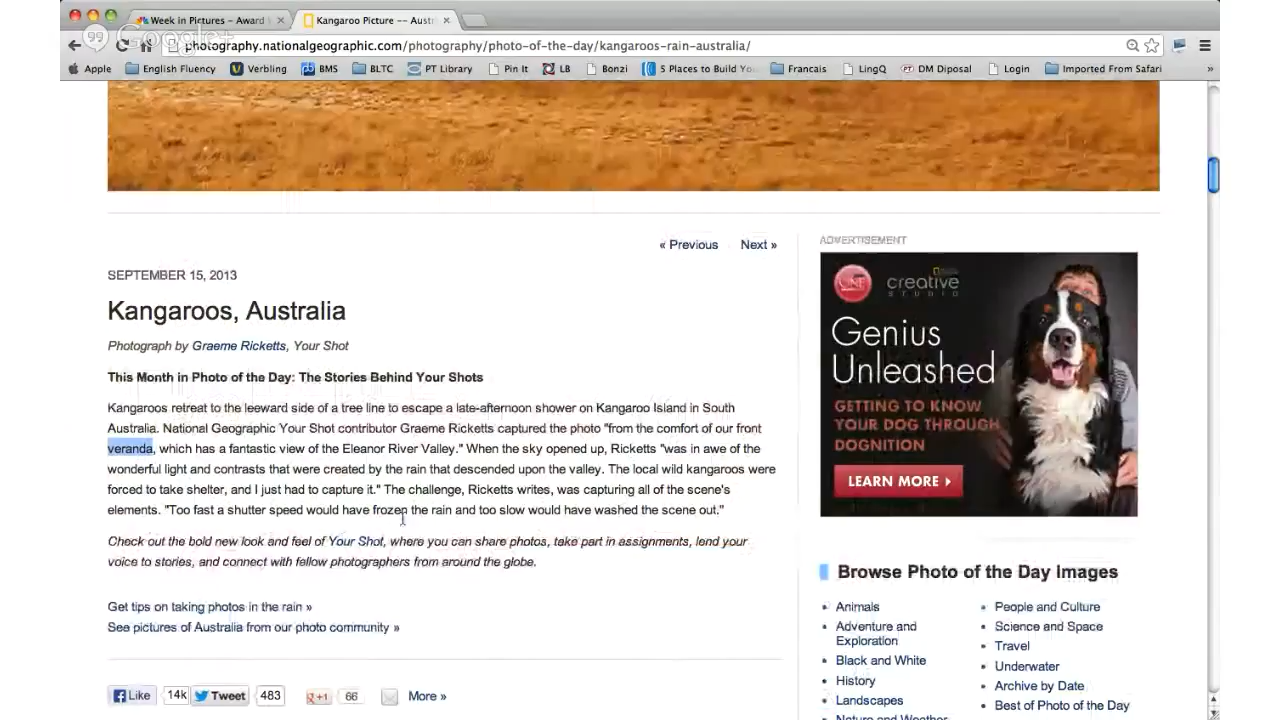 Week in Pictures - Award
Kangaroo Picture -- Aust
Google+
photography.nationalgeographic.com/photography/photo-of-the-day/kangaroos-rain-australia/
Apple English Fluency Verbling BMS BLTC PT Library Pin It LB Bonzi 5 Places to Build Yo Francais LingQ DM Diposal Login Imported From Safari »
« Previous Next »
SEPTEMBER 15, 2013
Kangaroos, Australia
Photograph by Graeme Ricketts, Your Shot
This Month in Photo of the Day: The Stories Behind Your Shots
Kangaroos retreat to the leeward side of a tree line to escape a late-afternoon shower on Kangaroo Island in South
Australia. National Geographic Your Shot contributor Graeme Ricketts captured the photo "from the comfort of our front
veranda, which has a fantastic view of the Eleanor River Valley." When the sky opened up, Ricketts "was in awe of the
wonderful light and contrasts that were created by the rain that descended upon the valley. The local wild kangaroos were
forced to take shelter, and I just had to capture it." The challenge, Ricketts writes, was capturing all of the scene's
elements. "Too fast a shutter speed would have frozen the rain and too slow would have washed the scene out."
Check out the bold new look and feel of Your Shot, where you can share photos, take part in assignments, lend your
voice to stories, and connect with fellow photographers from around the globe.
Get tips on taking photos in the rain »
See pictures of Australia from our photo community »
Like 14k Tweet 483 +1 66 More »
ADVERTISEMENT
creative
STUDIO
Genius
Unleashed
GETTING TO KNOW
YOUR DOG THROUGH
DOGNITION
LEARN MORE
Browse Photo of the Day Images
Animals
Adventure and
Exploration
Black and White
History
Landscapes
Nature and Weather
People and Culture
Science and Space
Travel
Underwater
Archive by Date
Best of Photo of the Day